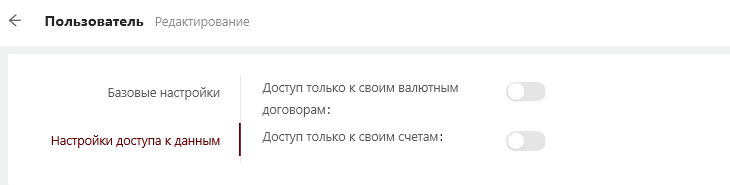 Пользователь Редактирование
Базовые настройки
Доступ только к своим валютным
договорам:
Настройки доступа к данным
Доступ только к своим счетам: